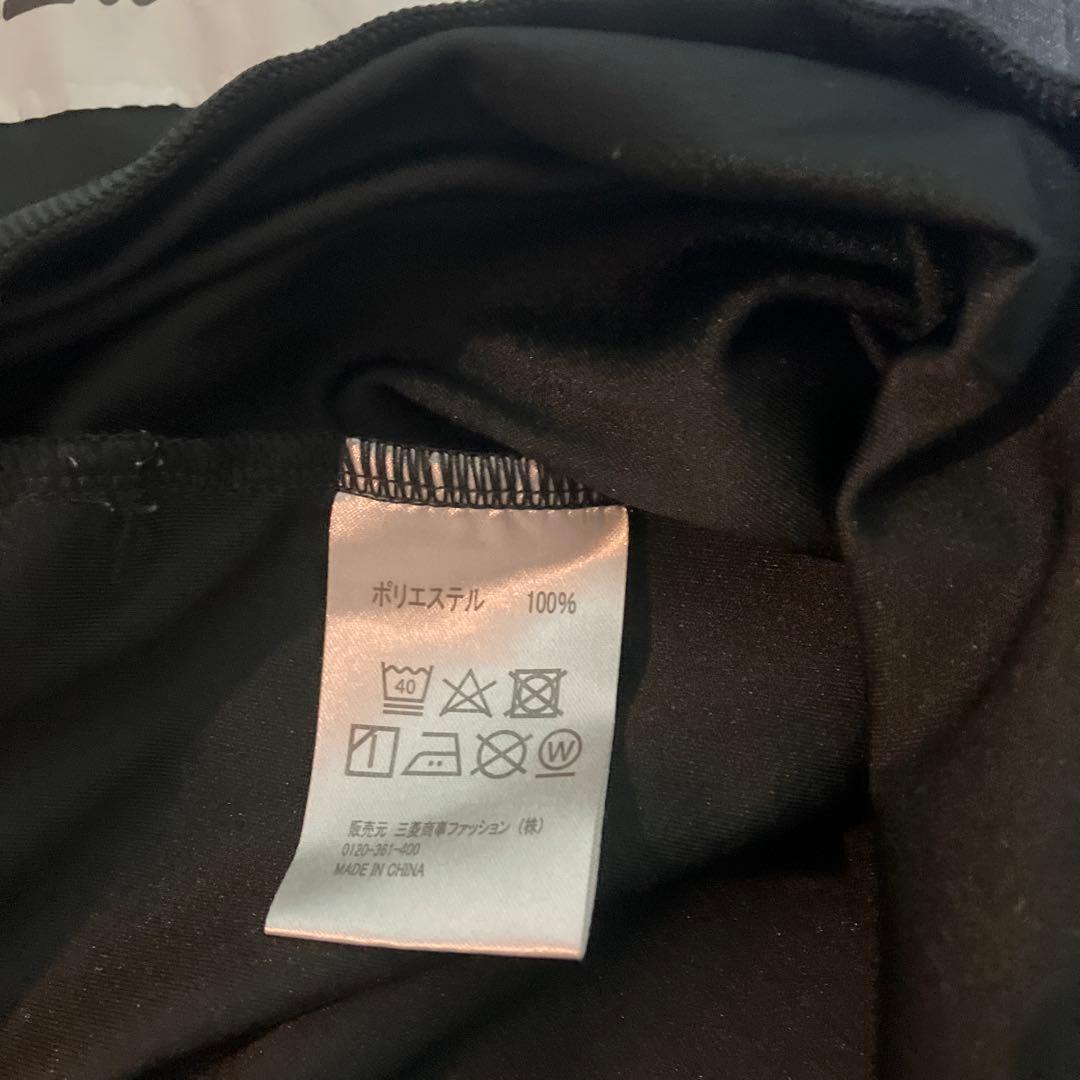 ポリエステル 100%
40
W
販売元 三菱商事ファッション（株）
0120-361-400
MADE IN CHINA